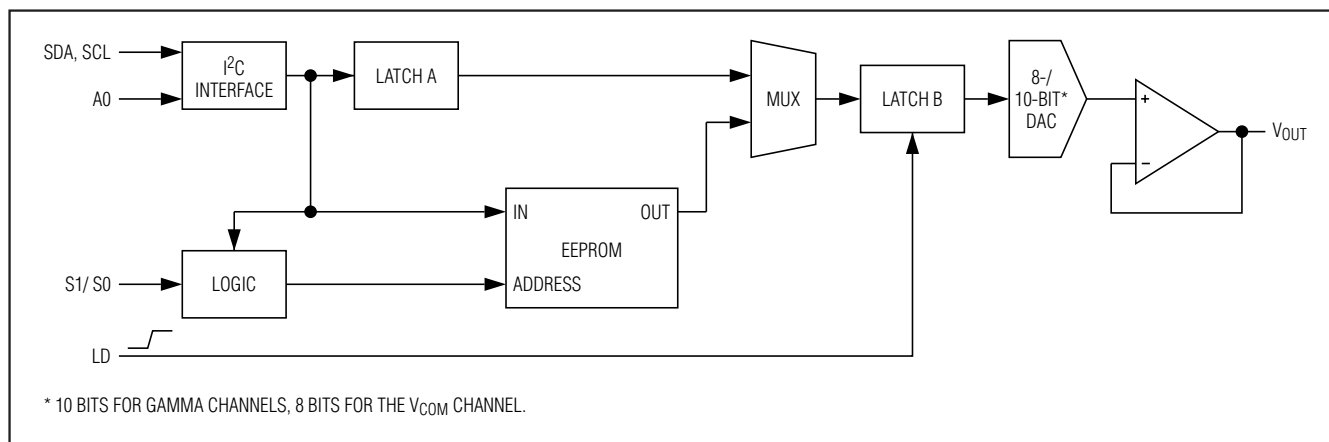 SDA, SCL
A0
I²C
INTERFACE
LATCH A
MUX
LATCH B
8-/
10-BIT*
DAC
+
−
VOUT
IN
OUT
EEPROM
ADDRESS
S1/ S0
LOGIC
LD
* 10 BITS FOR GAMMA CHANNELS, 8 BITS FOR THE VCOM CHANNEL.